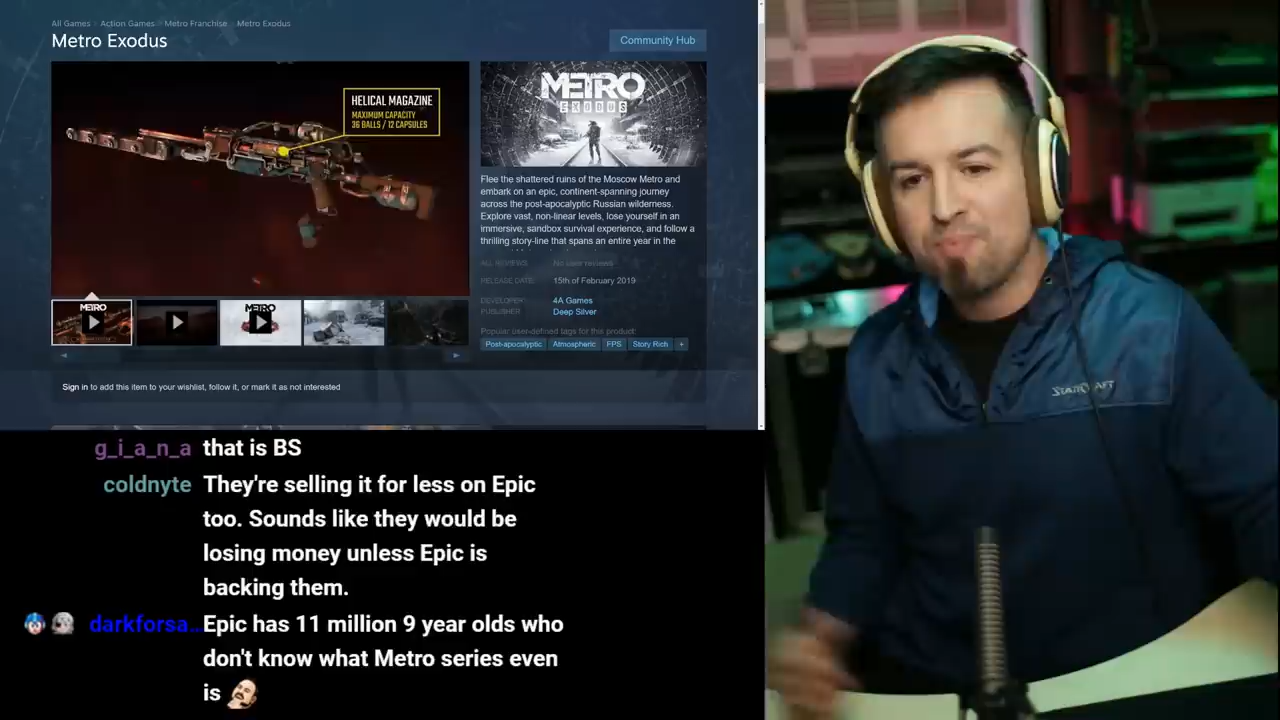 All Games › Action Games › Metro Franchise › Metro Exodus
Metro Exodus
Community Hub
HELICAL MAGAZINE
MAXIMUM CAPACITY
36 BALLS / 12 CAPSULES
METRO
EXODUS
Flee the shattered ruins of the Moscow Metro and
embark on an epic, continent-spanning journey
across the post-apocalyptic Russian wilderness.
Explore vast, non-linear levels, lose yourself in an
immersive, sandbox survival experience, and follow a
thrilling story-line that spans an entire year in the
ALL REVIEWS: No user reviews
RELEASE DATE: 15th of February 2019
DEVELOPER: 4A Games
PUBLISHER: Deep Silver
Popular user-defined tags for this product:
Post-apocalyptic Atmospheric FPS Story Rich +
METRO
METRO
Sign in to add this item to your wishlist, follow it, or mark it as not interested
g_i_a_n_a that is BS
coldnyte They're selling it for less on Epic
too. Sounds like they would be
losing money unless Epic is
backing them.
darkforsa... Epic has 11 million 9 year olds who
don't know what Metro series even
is
STARCRAFT